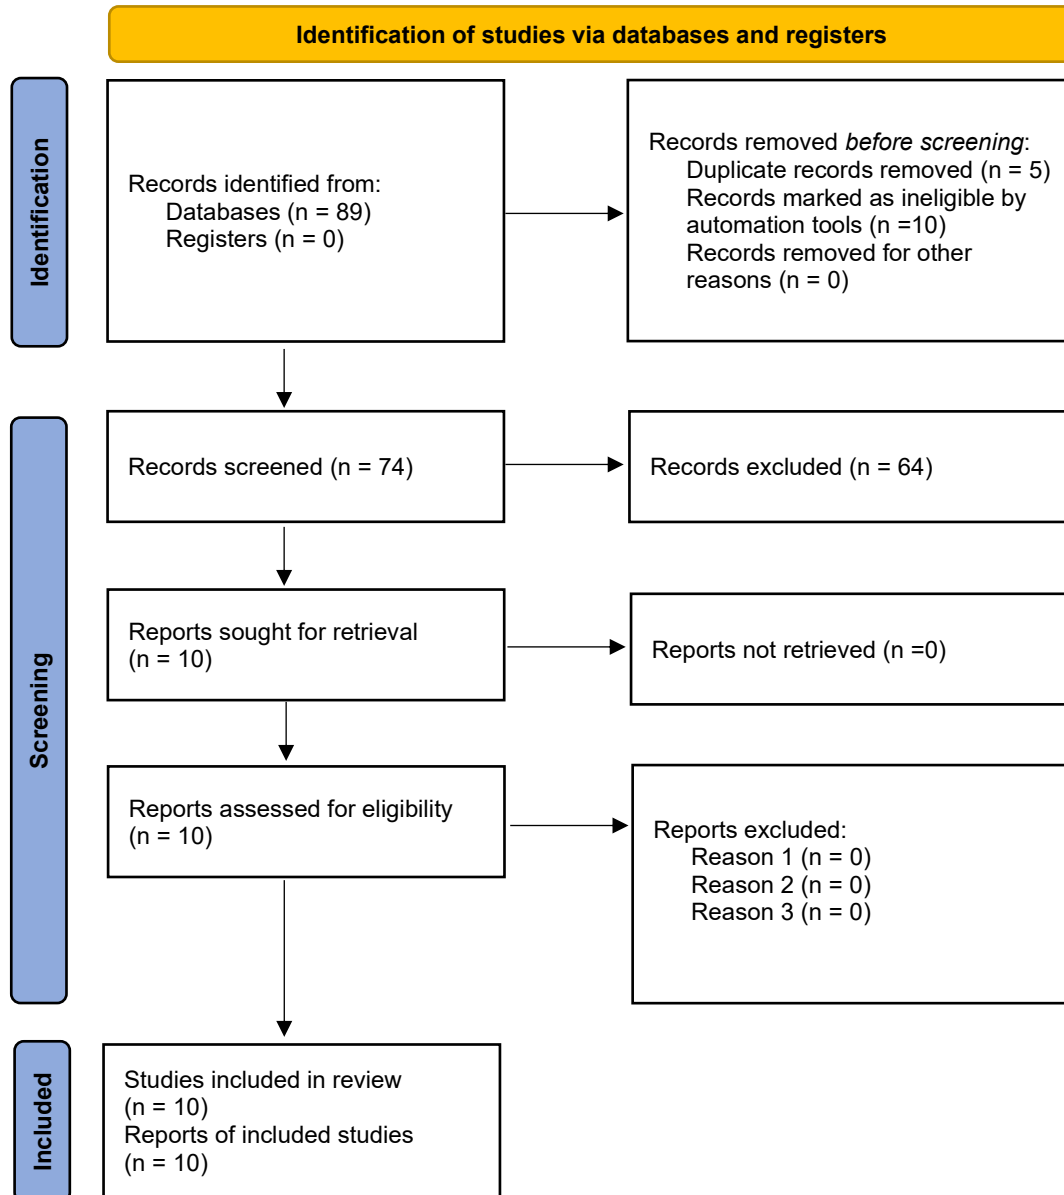 Identification of studies via databases and registers
Identification
Records identified from:
Databases (n = 89)
Registers (n = 0)
Records removed before screening:
Duplicate records removed (n = 5)
Records marked as ineligible by
automation tools (n =10)
Records removed for other
reasons (n = 0)
Screening
Records screened (n = 74)
Records excluded (n = 64)
Reports sought for retrieval
(n = 10)
Reports not retrieved (n =0)
Reports assessed for eligibility
(n = 10)
Reports excluded:
Reason 1 (n = 0)
Reason 2 (n = 0)
Reason 3 (n = 0)
Included
Studies included in review
(n = 10)
Reports of included studies
(n = 10)